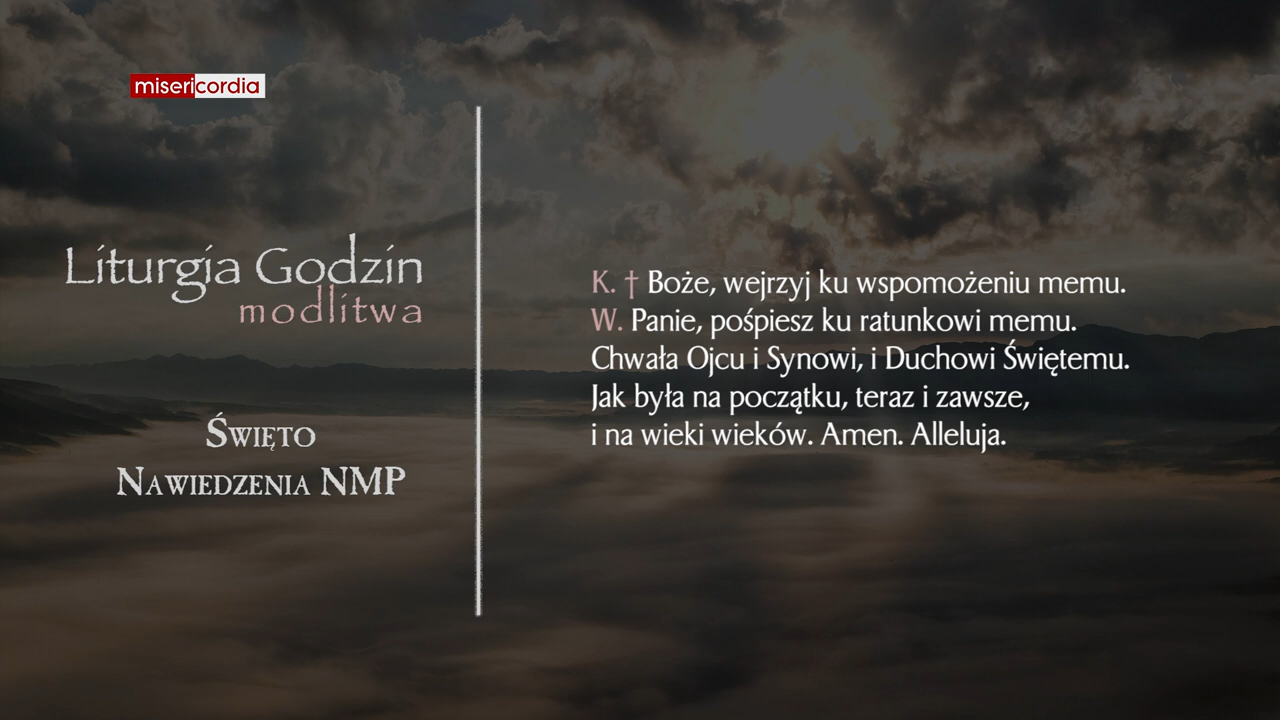 misericordia
Liturgia Godzin
modlitwa
Święto
Nawiedzenia NMP
K. † Boże, wejrzyj ku wspomożeniu memu.
W. Panie, pośpiesz ku ratunkowi memu.
Chwała Ojcu i Synowi, i Duchowi Świętemu.
Jak była na początku, teraz i zawsze,
i na wieki wieków. Amen. Alleluja.